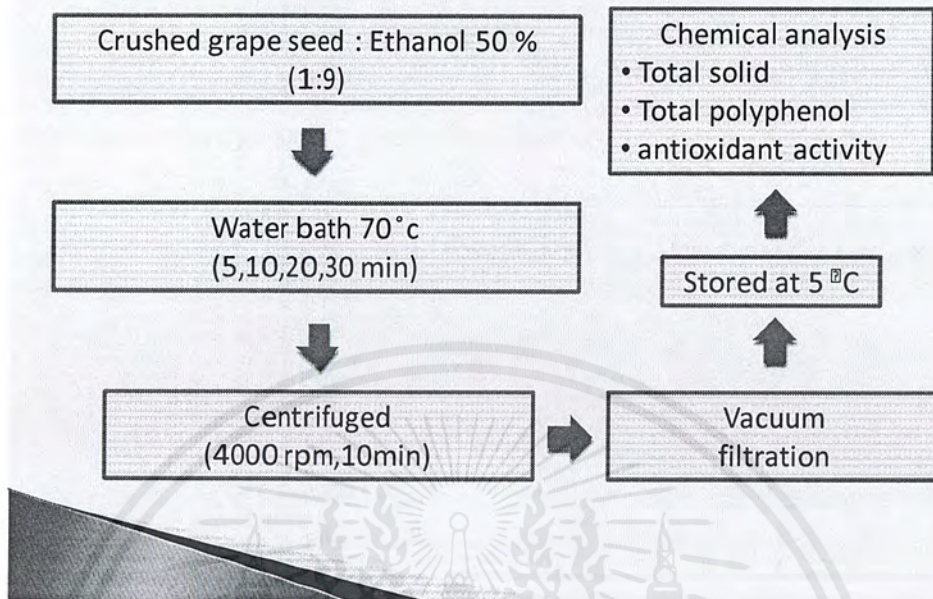 Crushed grape seed : Ethanol 50 %
(1:9)
Water bath 70˚c
(5,10,20,30 min)
Centrifuged
(4000 rpm,10min)
Vacuum
filtration
Stored at 5 °C
Chemical analysis
• Total solid
• Total polyphenol
• antioxidant activity